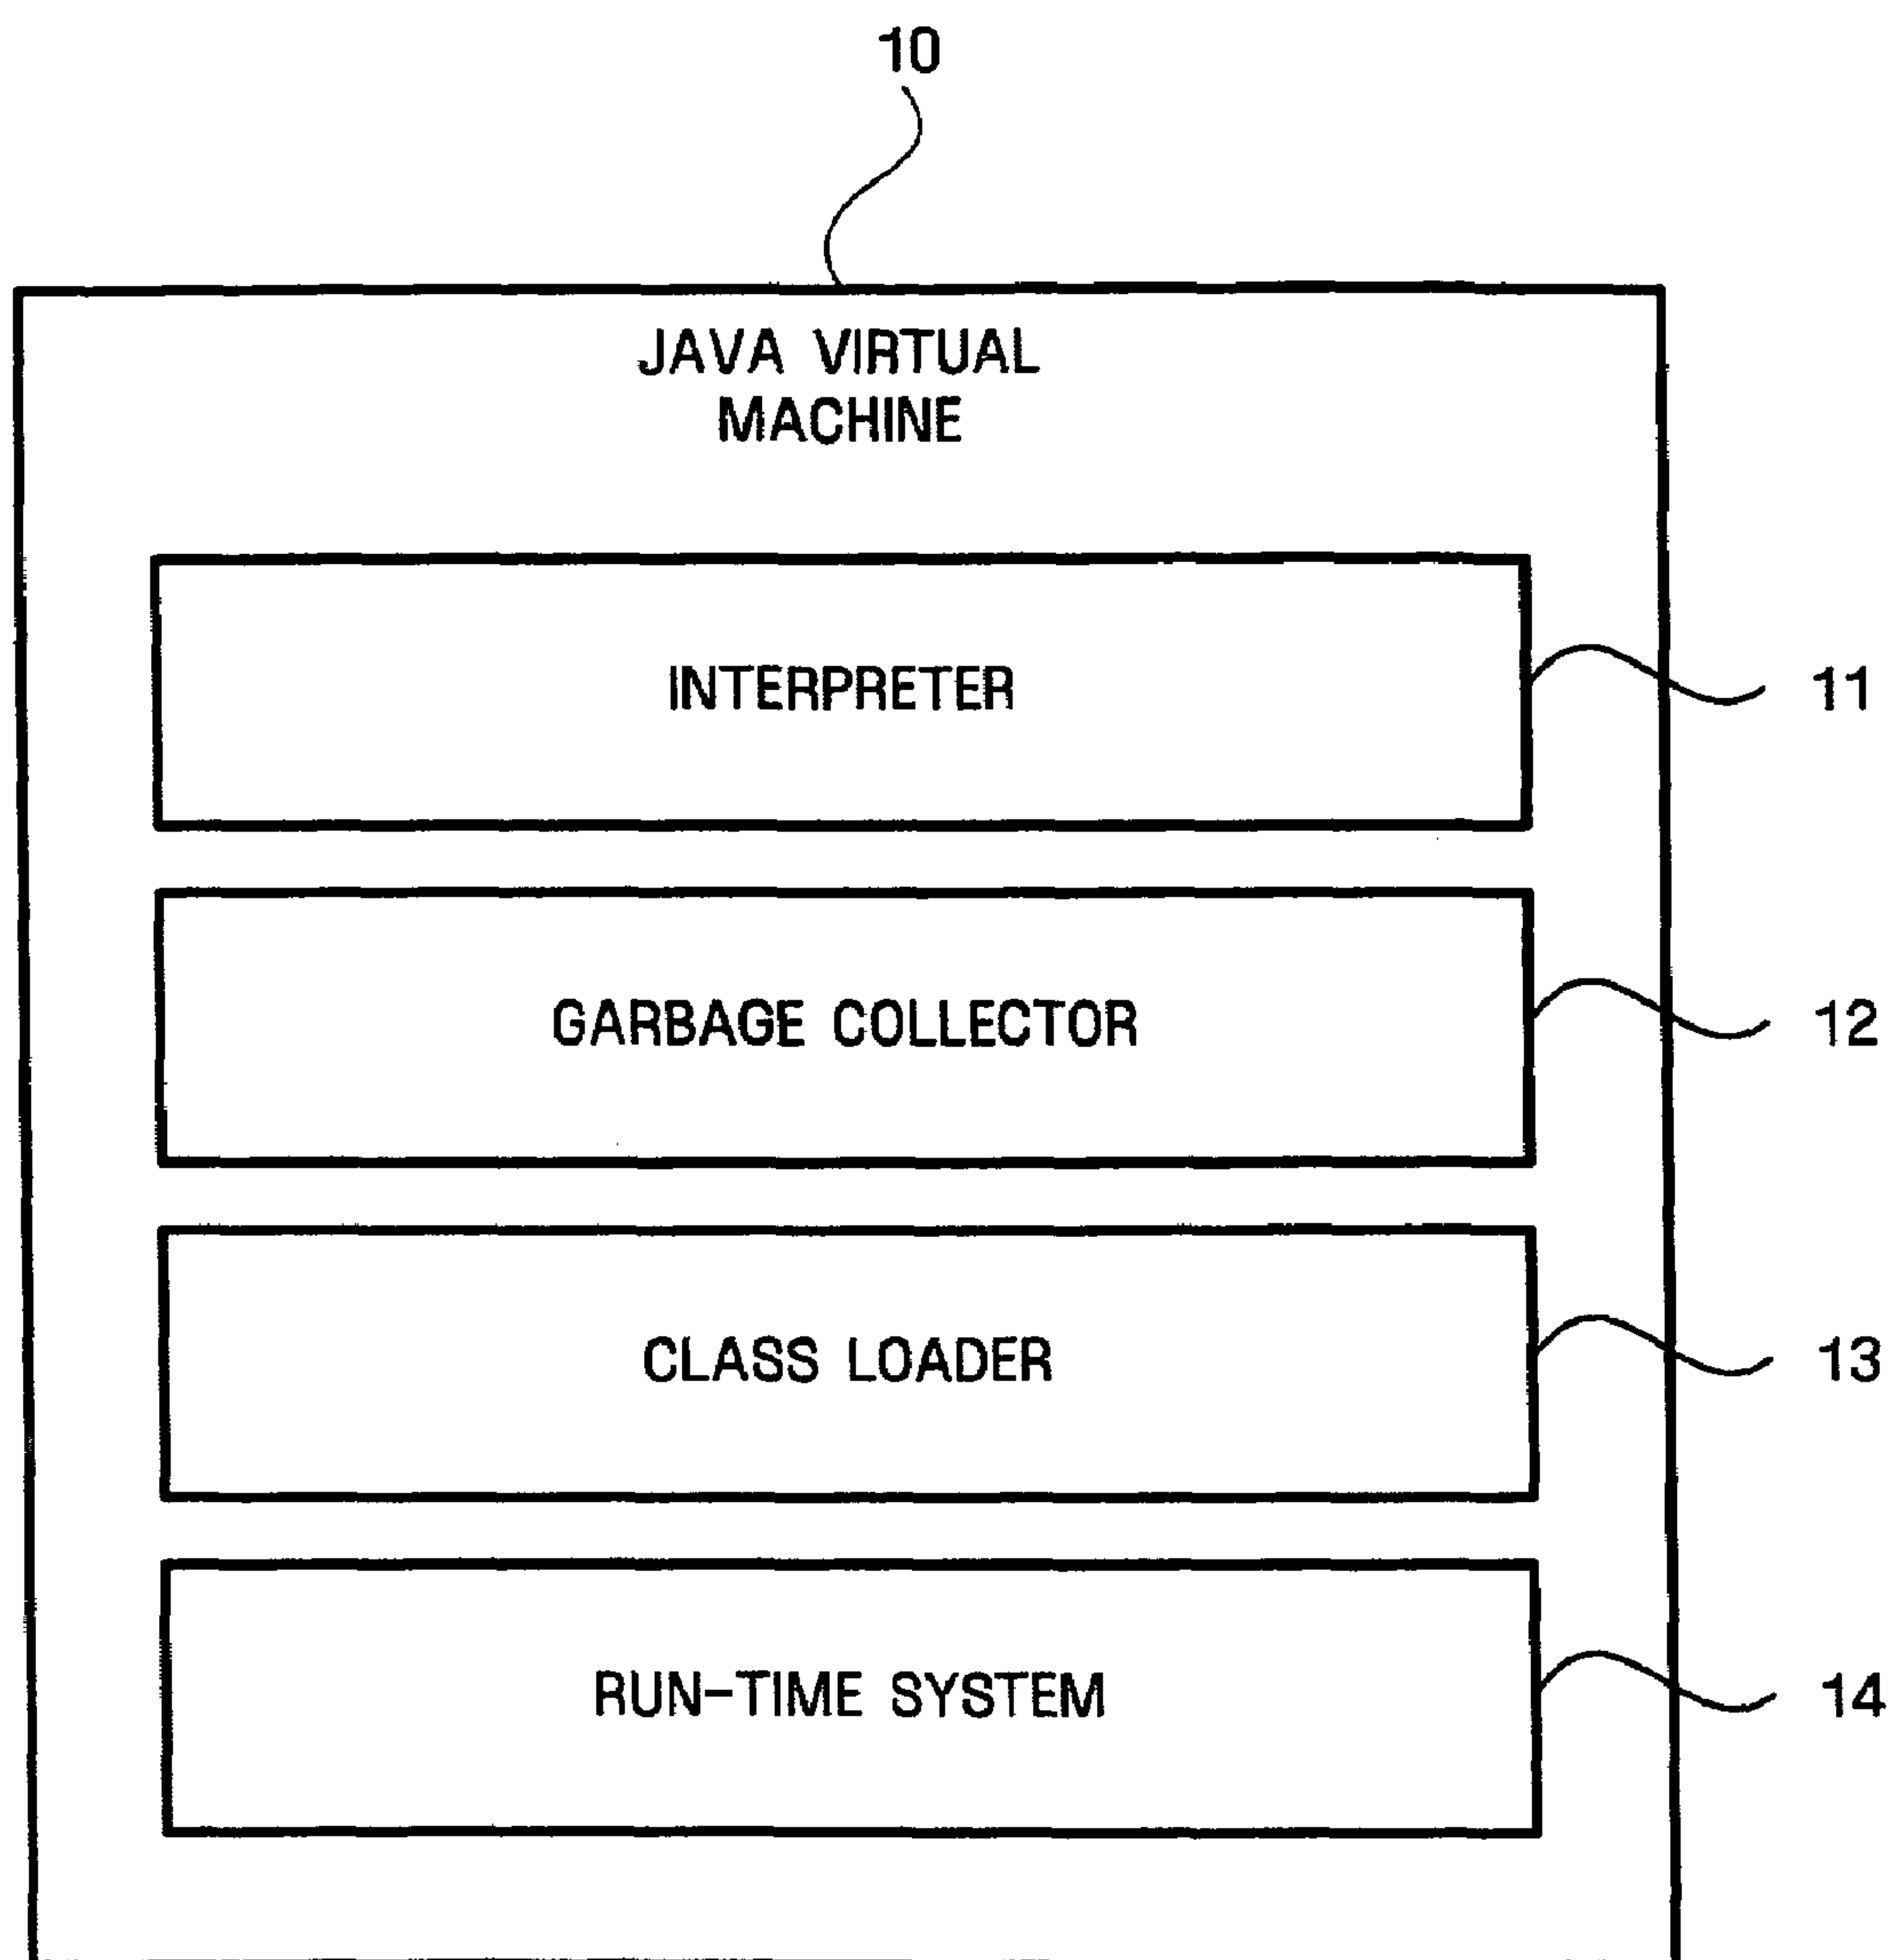 10
JAVA VIRTUAL
MACHINE
INTERPRETER
11
GARBAGE COLLECTOR
12
CLASS LOADER
13
RUN-TIME SYSTEM
14